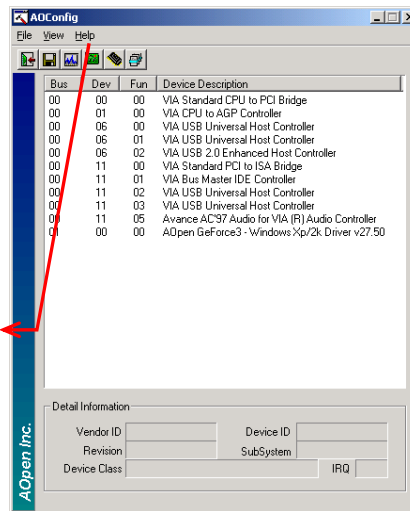 AOConfig
File View Help
Bus Dev Fun Device Description
00 00 00 VIA Standard CPU to PCI Bridge
00 01 00 VIA CPU to AGP Controller
00 06 00 VIA USB Universal Host Controller
00 06 01 VIA USB Universal Host Controller
00 06 02 VIA USB 2.0 Enhanced Host Controller
00 11 00 VIA Standard PCI to ISA Bridge
00 11 01 VIA Bus Master IDE Controller
00 11 02 VIA USB Universal Host Controller
00 11 03 VIA USB Universal Host Controller
00 11 05 Avance AC'97 Audio for VIA (R) Audio Controller
01 00 00 AOpen GeForce3 - Windows Xp/2k Driver v27.50
Detail Information
Vendor ID Device ID
Revision SubSystem
Device Class IRQ
AOpen Inc.